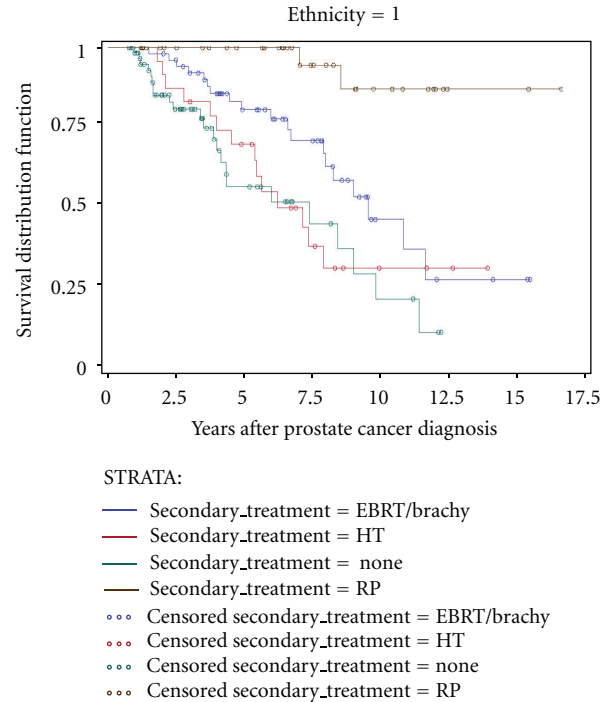 Ethnicity = 1
Survival distribution function
1
0.75
0.5
0.25
0
0 2.5 5 7.5 10 12.5 15 17.5
Years after prostate cancer diagnosis
STRATA:
Secondary_treatment = EBRT/brachy
Secondary_treatment = HT
Secondary_treatment = none
Secondary_treatment = RP
Censored secondary_treatment = EBRT/brachy
Censored secondary_treatment = HT
Censored secondary_treatment = none
Censored secondary_treatment = RP